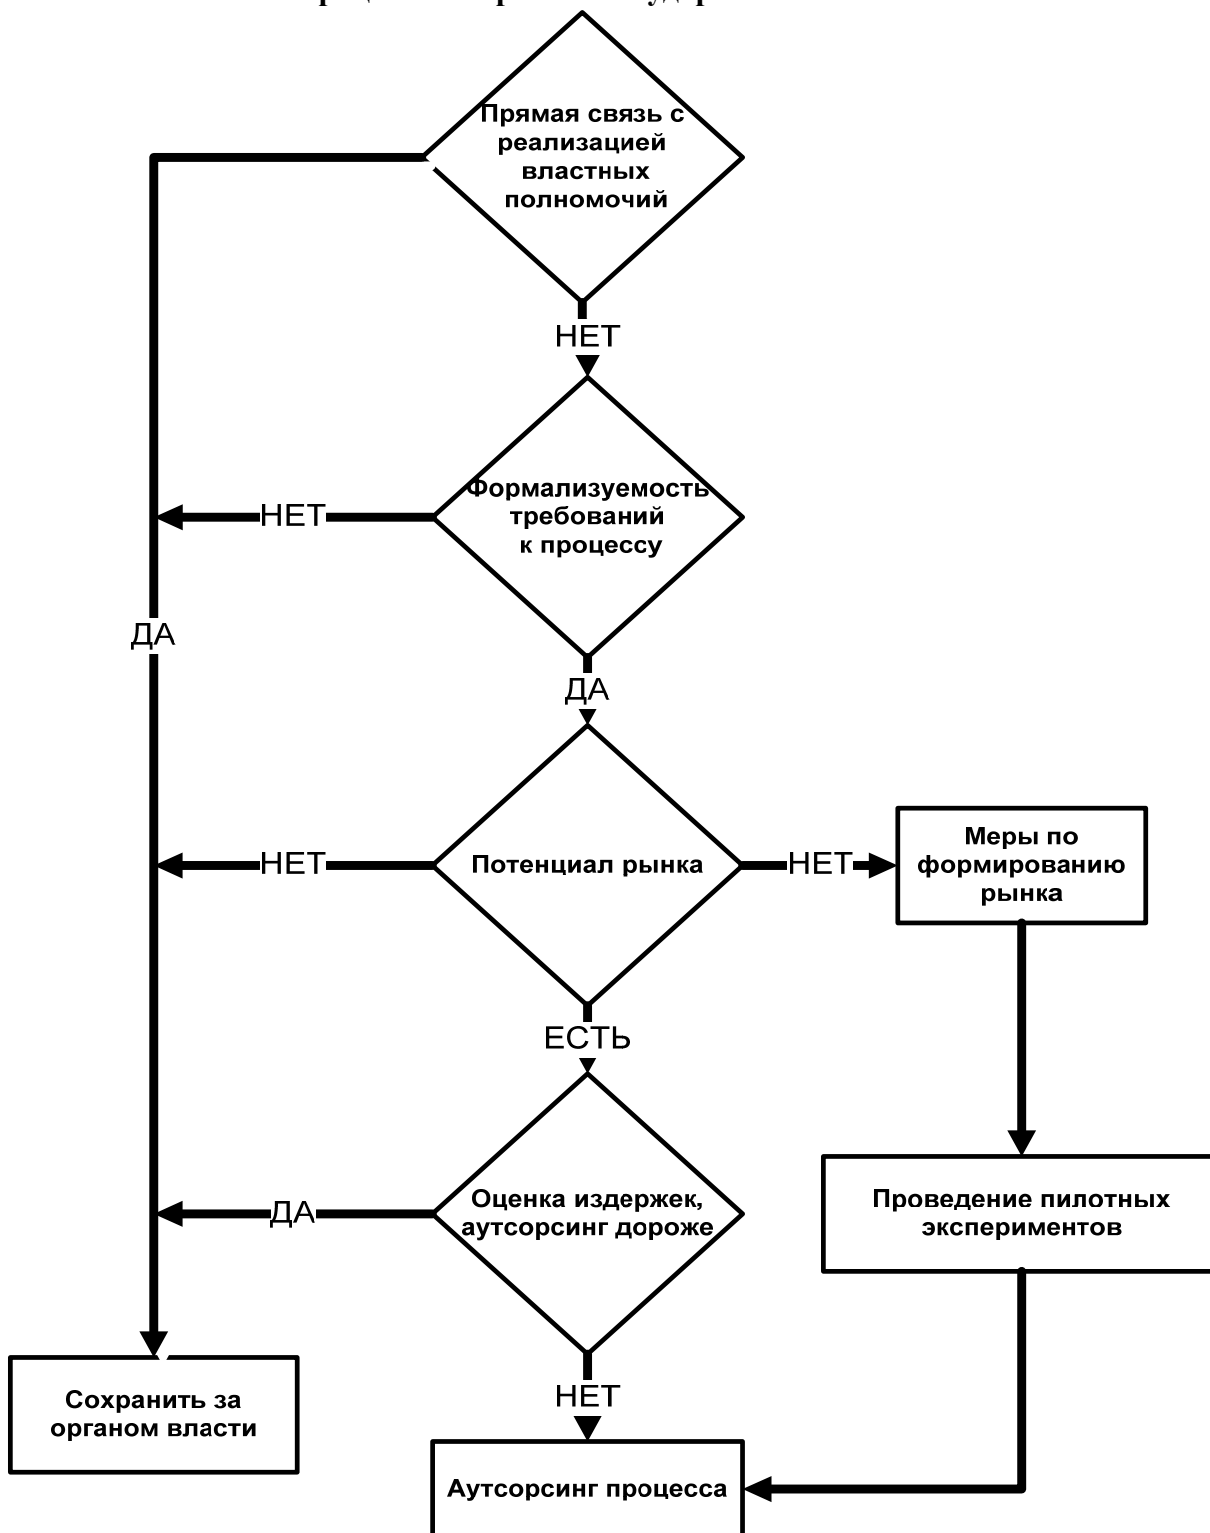 Прямая связь с
реализацией
властных
полномочий
НЕТ
Формализуемость
требований
к процессу
НЕТ
ДА
ДА
Потенциал рынка
НЕТ
НЕТ
Меры по
формированию
рынка
ЕСТЬ
Оценка издержек,
аутсорсинг дороже
ДА
Проведение пилотных
экспериментов
НЕТ
Сохранить за
органом власти
Аутсорсинг процесса